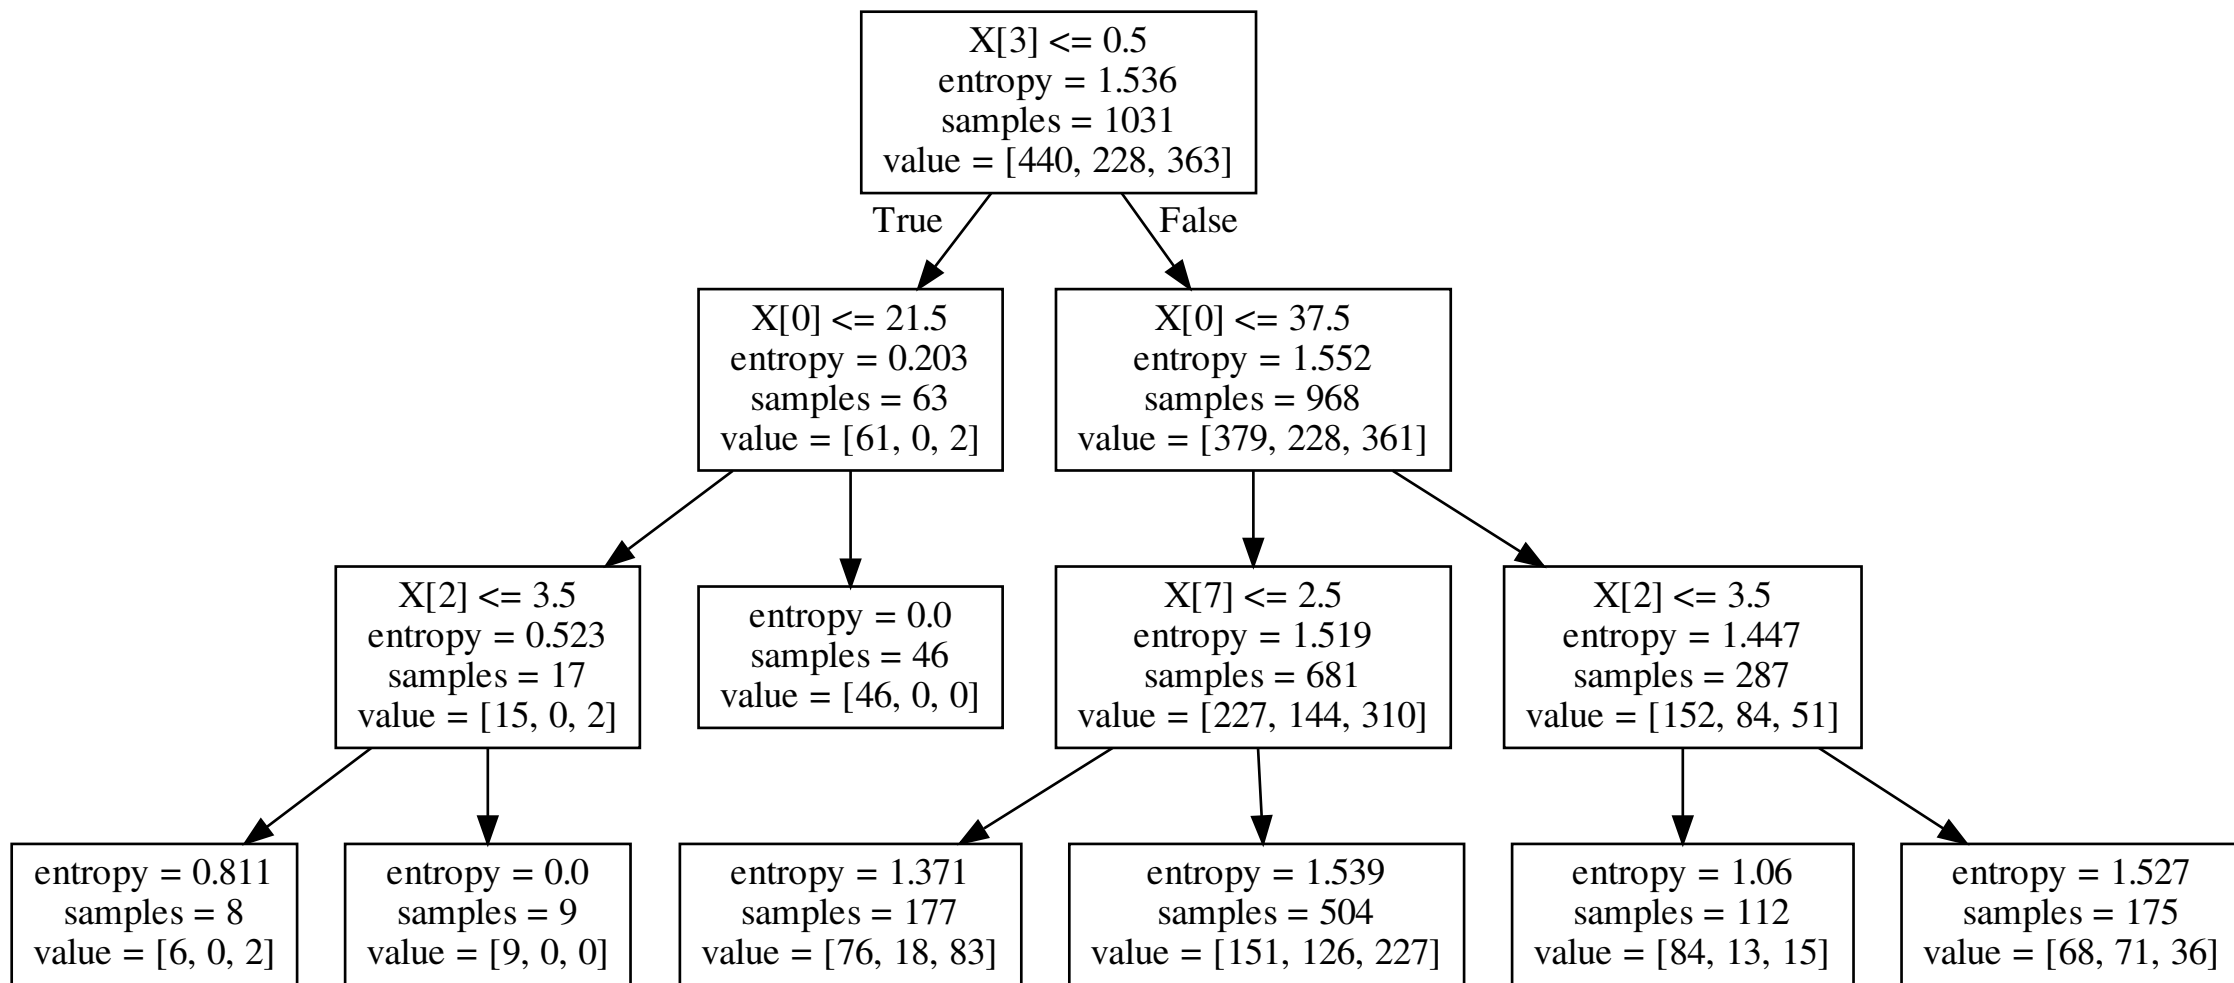 X[3] <= 0.5
entropy = 1.536
samples = 1031
value = [440, 228, 363]
True
False
X[0] <= 21.5
entropy = 0.203
samples = 63
value = [61, 0, 2]
X[0] <= 37.5
entropy = 1.552
samples = 968
value = [379, 228, 361]
X[2] <= 3.5
entropy = 0.523
samples = 17
value = [15, 0, 2]
entropy = 0.0
samples = 46
value = [46, 0, 0]
X[7] <= 2.5
entropy = 1.519
samples = 681
value = [227, 144, 310]
X[2] <= 3.5
entropy = 1.447
samples = 287
value = [152, 84, 51]
entropy = 0.811
samples = 8
value = [6, 0, 2]
entropy = 0.0
samples = 9
value = [9, 0, 0]
entropy = 1.371
samples = 177
value = [76, 18, 83]
entropy = 1.539
samples = 504
value = [151, 126, 227]
entropy = 1.06
samples = 112
value = [84, 13, 15]
entropy = 1.527
samples = 175
value = [68, 71, 36]